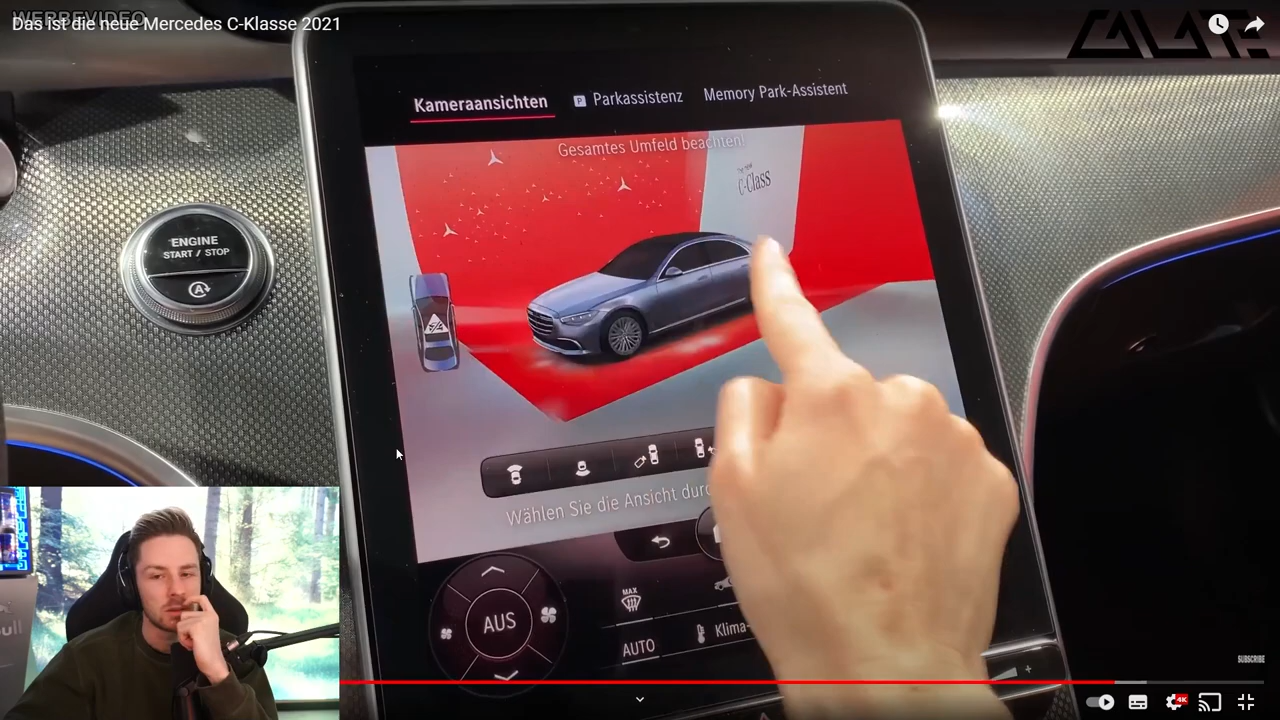 WERBEVIDEO
Das ist die neue Mercedes C-Klasse 2021
Kameraansichten
P Parkassistenz
Memory Park-Assistent
Gesamtes Umfeld beachten!
C-Class
ENGINE
START / STOP
A
Wählen Sie die Ansicht durc
AUS
MAX
AUTO
Klima-
+
SUBSCRIBE
4K